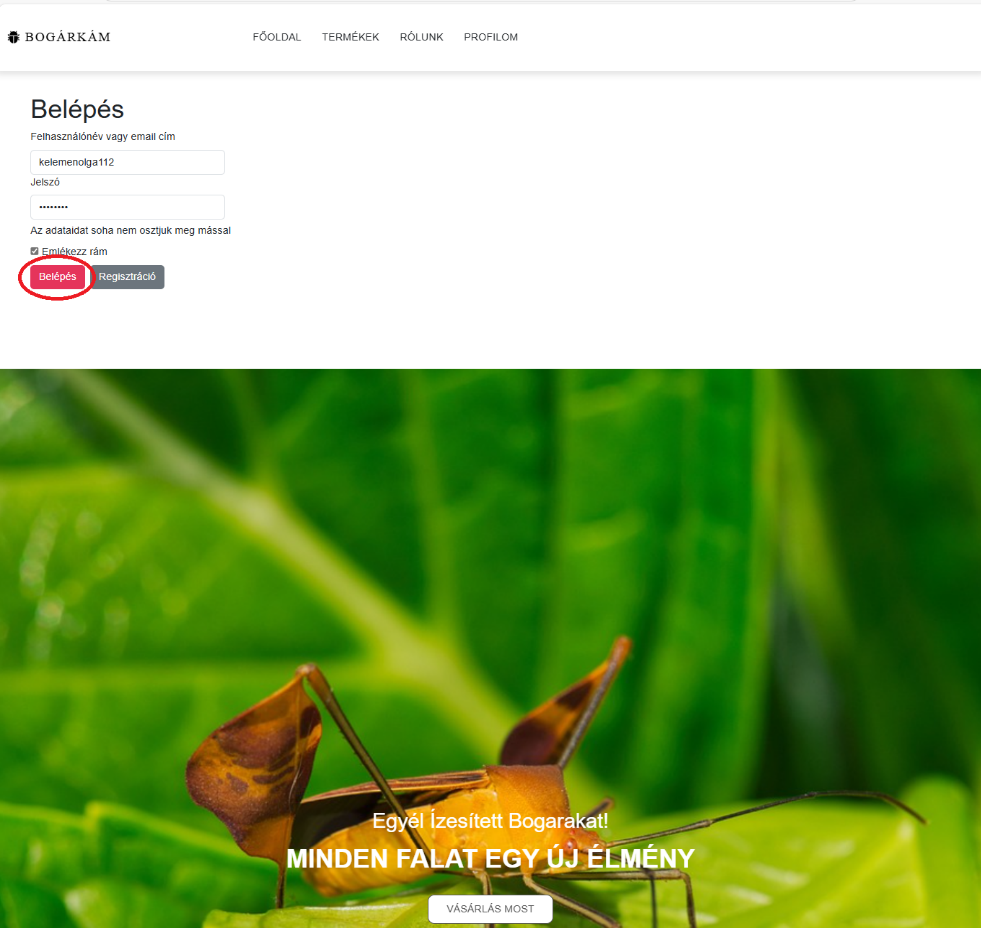 BOGÁRKÁM
FŐOLDAL TERMÉKEK RÓLUNK PROFILOM
Belépés
Felhasználónév vagy email cím
kelemenolga112
Jelszó
••••••••
Az adataidat soha nem osztjuk meg mással
Emlékezz rám
Belépés Regisztráció
Egyél Ízesített Bogarakat!
MINDEN FALAT EGY ÚJ ÉLMÉNY
VÁSÁRLÁS MOST